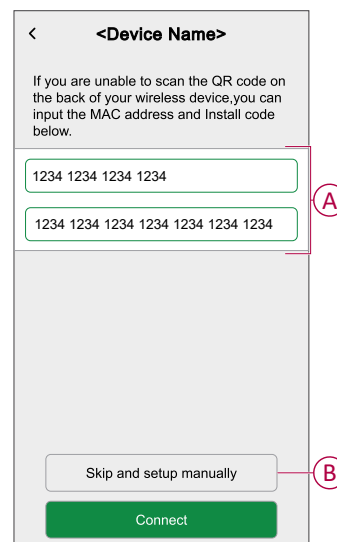 < <Device Name>
If you are unable to scan the QR code on
the back of your wireless device,you can
input the MAC address and Install code
below.
1234 1234 1234 1234
A
1234 1234 1234 1234 1234 1234 1234
Skip and setup manually
B
Connect